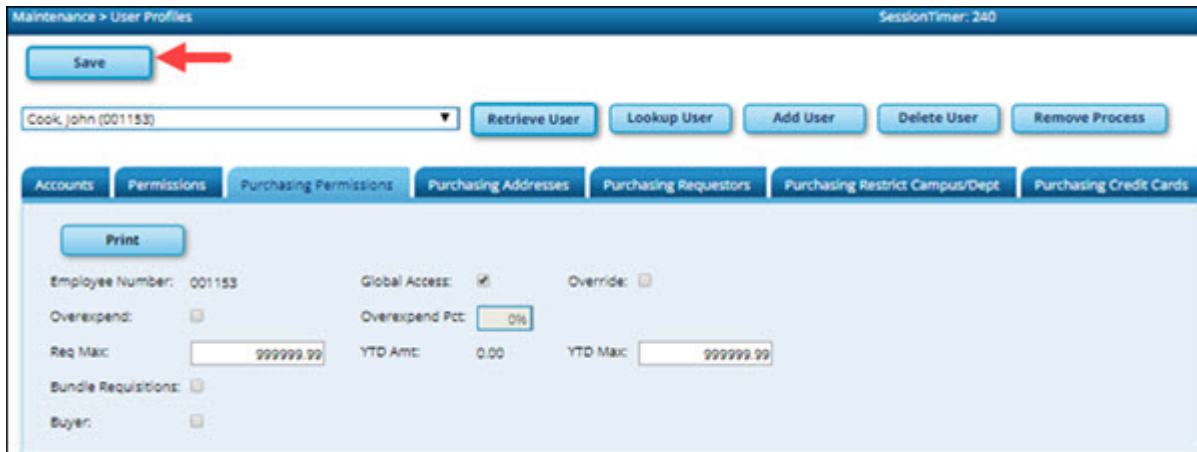 Maintenance > User Profiles SessionTimer: 240
Save
Cook, John (001153) Retrieve User Lookup User Add User Delete User Remove Process
Accounts Permissions Purchasing Permissions Purchasing Addresses Purchasing Requestors Purchasing Restrict Campus/Dept Purchasing Credit Cards
Print
Employee Number: 001153 Global Access: Override:
Overexpend: Overexpend Pct: 0%
Req Max: 999999.99 YTD Amt: 0.00 YTD Max: 999999.99
Bundle Requisitions:
Buyer: